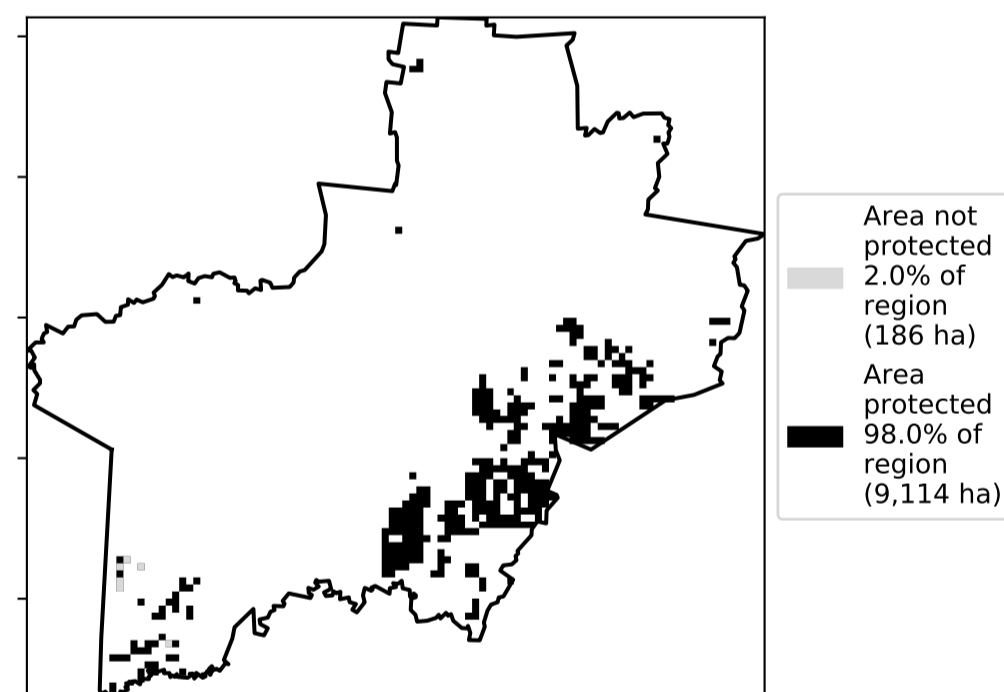 Area not
protected
2.0% of
region
(186 ha)
Area
protected
98.0% of
region
(9,114 ha)